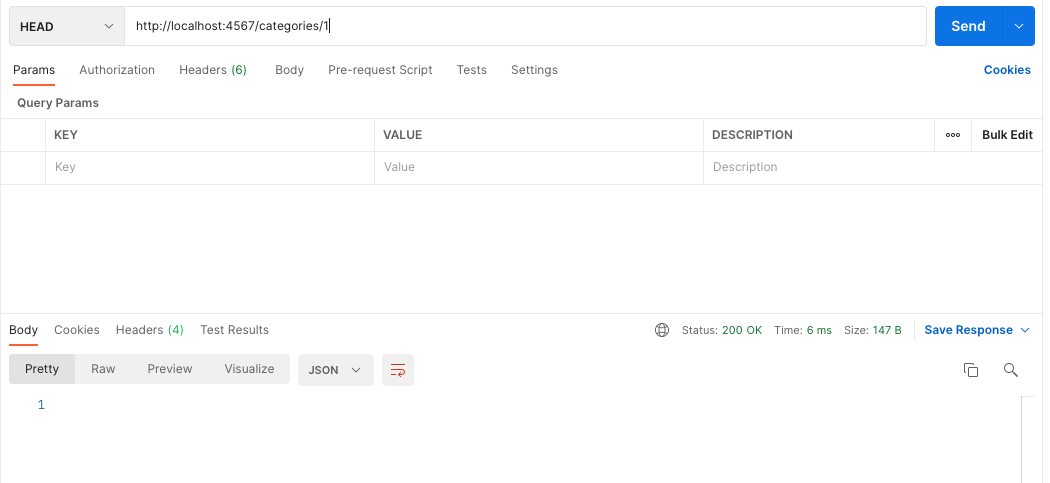 HEAD http://localhost:4567/categories/1 Send
Params Authorization Headers (6) Body Pre-request Script Tests Settings Cookies
Query Params
KEY VALUE DESCRIPTION ooo Bulk Edit
Key Value Description
Body Cookies Headers (4) Test Results Status: 200 OK Time: 6 ms Size: 147 B Save Response
Pretty Raw Preview Visualize JSON
1